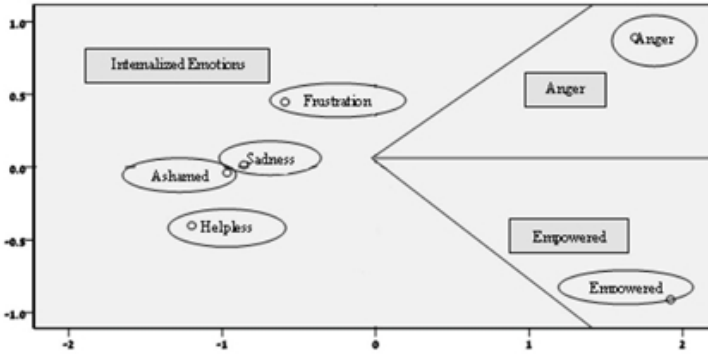 1.0
Anger
Internalized Emotions
Anger
0.5
Frustration
Sadness
0.0
Ashamed
Helpless
-0.5
Empowered
Empowered
-1.0
-2
-1
0
1
2